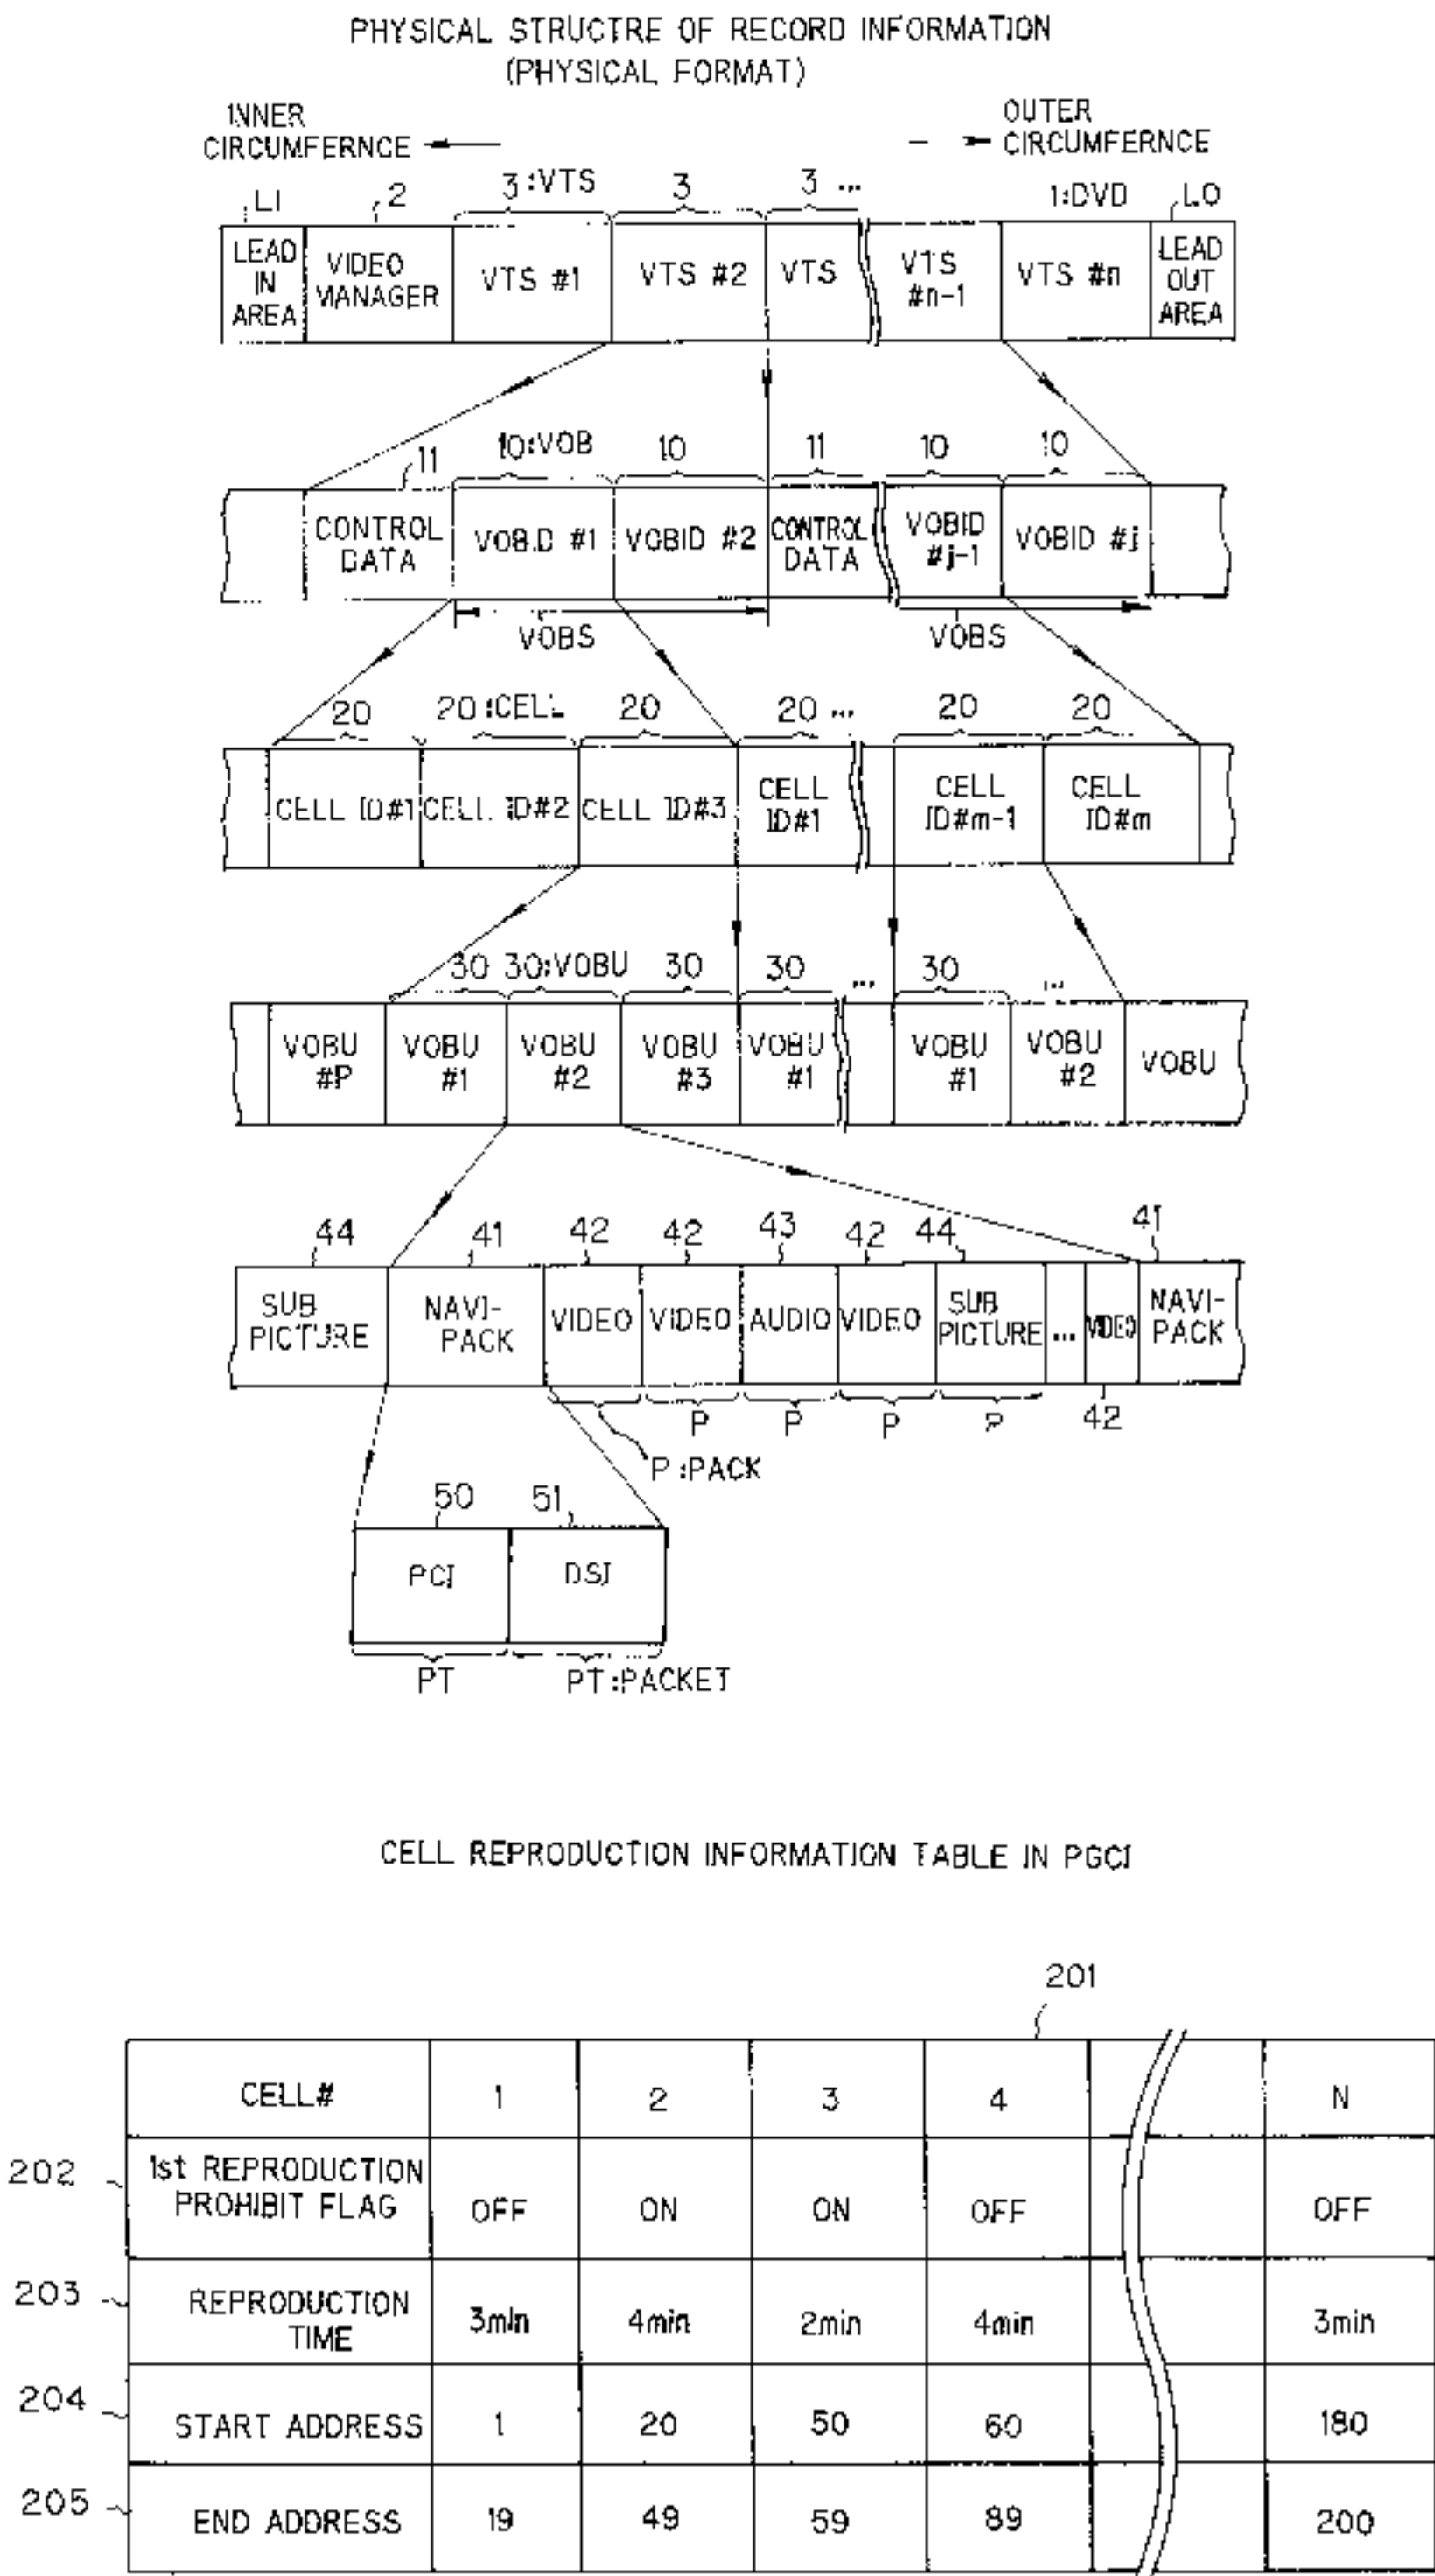 PHYSICAL STRUCTRE OF RECORD INFORMATION
(PHYSICAL FORMAT)
INNER
CIRCUMFERNCE
OUTER
CIRCUMFERNCE
LI 2 3:VTS 3 3 ... 1:DVD LO
LEAD IN AREA
VIDEO MANAGER
VTS #1
VTS #2
VTS
VTS #n-1
VTS #n
LEAD OUT AREA
11 10:VOB 10 11 10 10
CONTROL DATA
VOBID #1
VOBID #2
CONTROL DATA
VOBID #j-1
VOBID #j
VOBS VOBS
20 20:CELL 20 20 ... 20 20
CELL ID#1
CELL ID#2
CELL ID#3
CELL ID#1
CELL ID#m-1
CELL ID#m
30 30:VOBU 30 30 ... 30 ...
VOBU #P
VOBU #1
VOBU #2
VOBU #3
VOBU #1
VOBU #1
VOBU #2
VOBU
44 41 42 42 43 42 44 41
SUB PICTURE
NAVI-PACK
VIDEO
VIDEO
AUDIO
VIDEO
SUB PICTURE
...
VIDEO
NAVI-PACK
P P P P 42
P:PACK
50 51
PCI DSI
PT PT:PACKET
CELL REPRODUCTION INFORMATION TABLE IN PGCI
201
CELL# 1 2 3 4 N
202 1st REPRODUCTION PROHIBIT FLAG OFF ON ON OFF OFF
203 REPRODUCTION TIME 3min 4min 2min 4min 3min
204 START ADDRESS 1 20 50 60 180
205 END ADDRESS 19 49 59 89 200